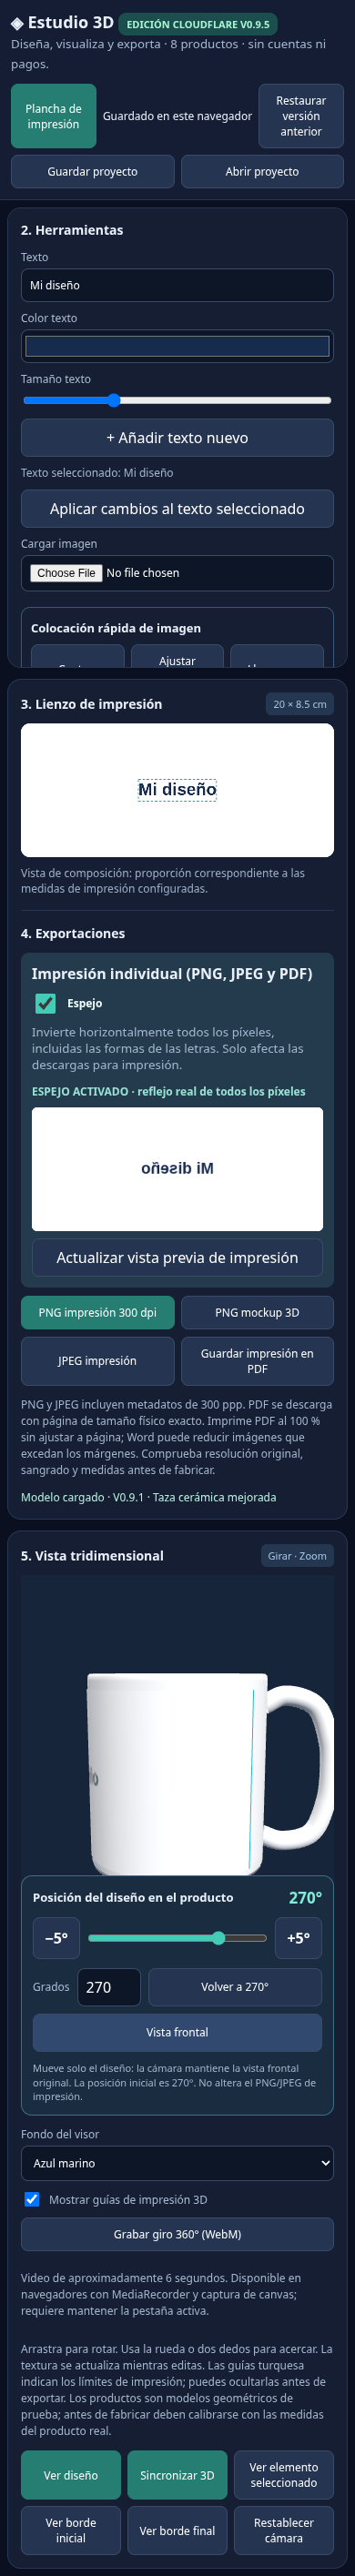 ◈ Estudio 3D EDICIÓN CLOUDFLARE V0.9.5
Diseña, visualiza y exporta · 8 productos · sin cuentas ni
pagos.
Plancha de
impresión
Guardado en este navegador
Restaurar
versión
anterior
Guardar proyecto
Abrir proyecto
2. Herramientas
Texto
Mi diseño
Color texto
Tamaño texto
+ Añadir texto nuevo
Texto seleccionado: Mi diseño
Aplicar cambios al texto seleccionado
Cargar imagen
Choose File No file chosen
Colocación rápida de imagen
Ajustar
3. Lienzo de impresión
20 × 8.5 cm
Mi diseño
Vista de composición: proporción correspondiente a las
medidas de impresión configuradas.
4. Exportaciones
Impresión individual (PNG, JPEG y PDF)
Espejo
Invierte horizontalmente todos los píxeles,
incluidas las formas de las letras. Solo afecta las
descargas para impresión.
ESPEJO ACTIVADO · reflejo real de todos los píxeles
Mi diseño
Actualizar vista previa de impresión
PNG impresión 300 dpi
PNG mockup 3D
JPEG impresión
Guardar impresión en
PDF
PNG y JPEG incluyen metadatos de 300 ppp. PDF se descarga
con página de tamaño físico exacto. Imprime PDF al 100 %
sin ajustar a página; Word puede reducir imágenes que
excedan los márgenes. Comprueba resolución original,
sangrado y medidas antes de fabricar.
Modelo cargado · V0.9.1 · Taza cerámica mejorada
5. Vista tridimensional
Girar · Zoom
Posición del diseño en el producto
270°
−5°
+5°
Grados
270
Volver a 270°
Vista frontal
Mueve solo el diseño: la cámara mantiene la vista frontal
original. La posición inicial es 270°. No altera el PNG/JPEG de
impresión.
Fondo del visor
Azul marino
Mostrar guías de impresión 3D
Grabar giro 360° (WebM)
Video de aproximadamente 6 segundos. Disponible en
navegadores con MediaRecorder y captura de canvas;
requiere mantener la pestaña activa.
Arrastra para rotar. Usa la rueda o dos dedos para acercar. La
textura se actualiza mientras editas. Las guías turquesa
indican los límites de impresión; puedes ocultarlas antes de
exportar. Los productos son modelos geométricos de
prueba; antes de fabricar deben calibrarse con las medidas
del producto real.
Ver diseño
Sincronizar 3D
Ver elemento
seleccionado
Ver borde
inicial
Ver borde final
Restablecer
cámara